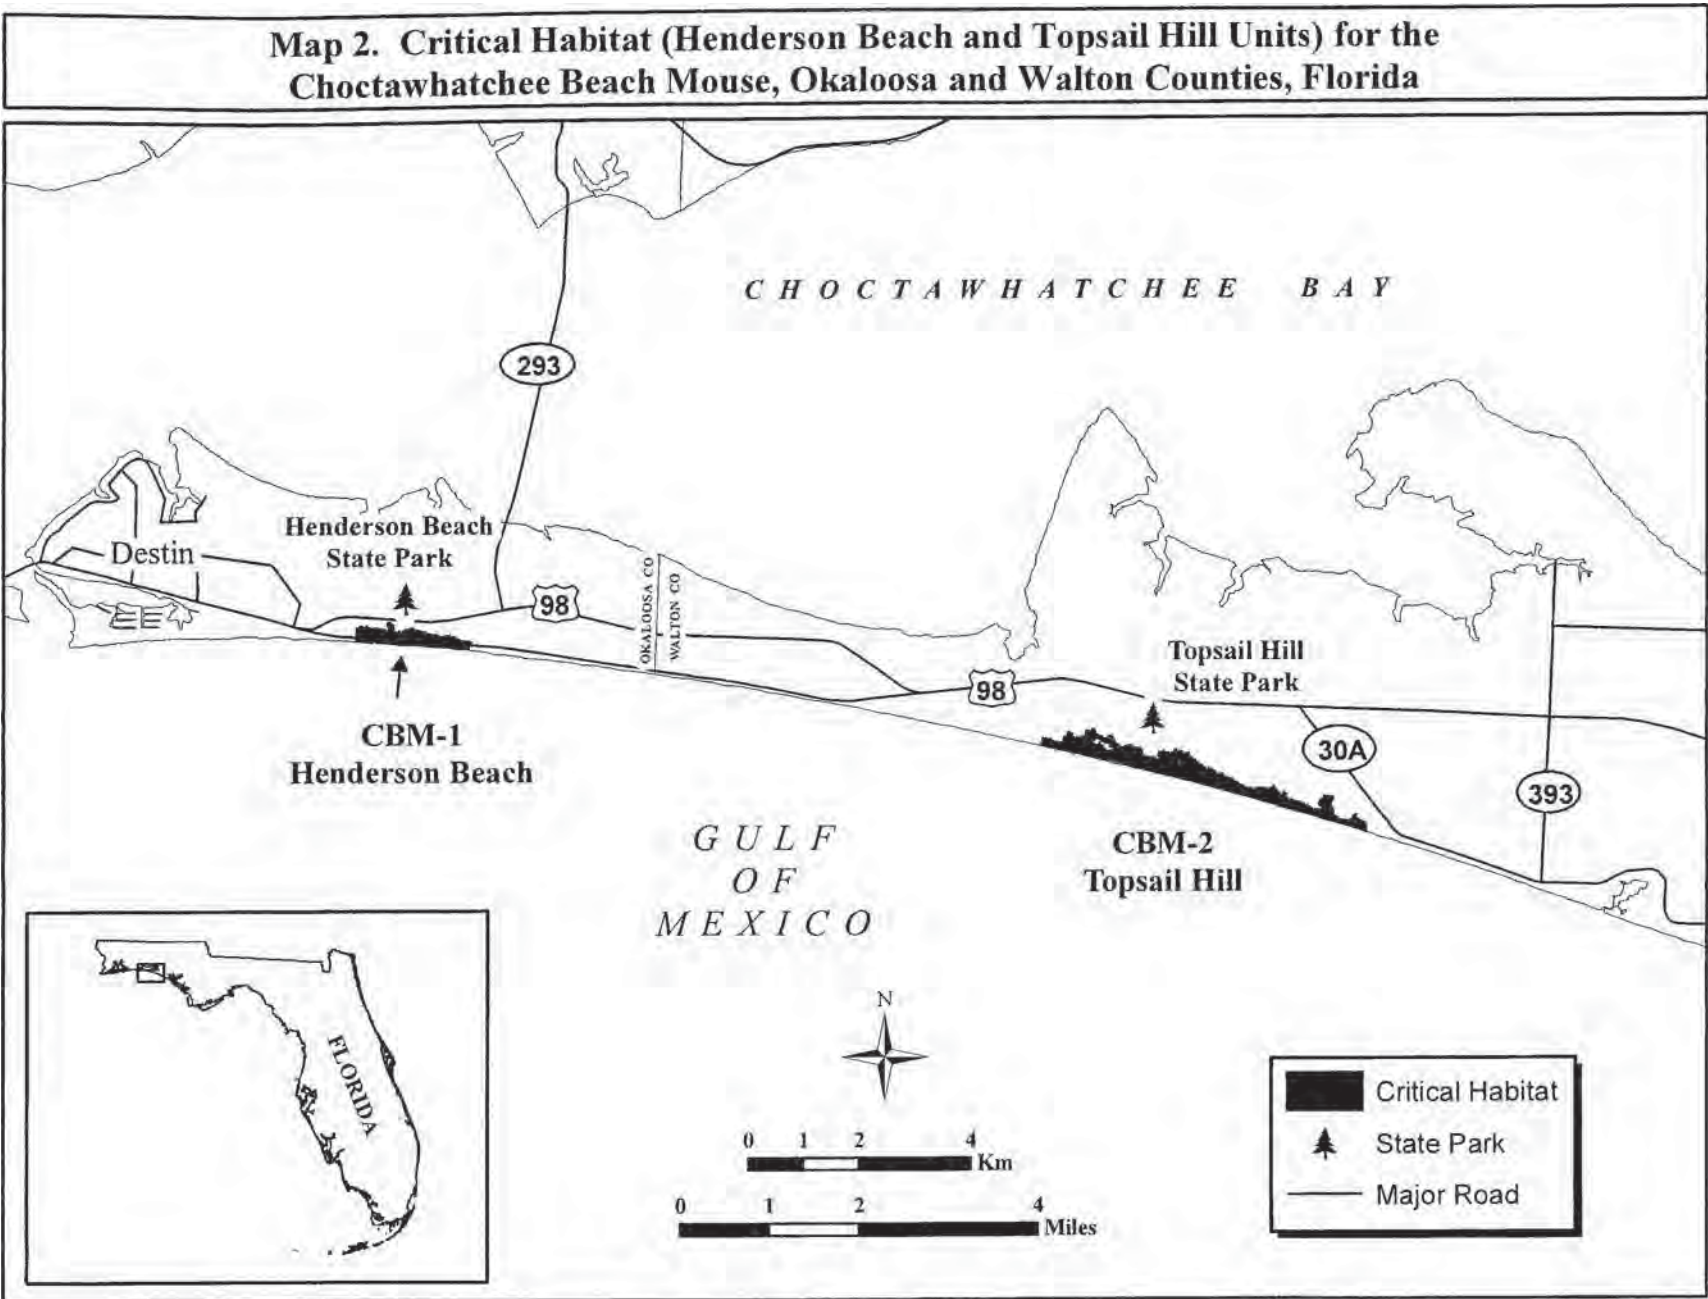 Map 2. Critical Habitat (Henderson Beach and Topsail Hill Units) for the
Choctawhatchee Beach Mouse, Okaloosa and Walton Counties, Florida
CHOCTAWHATCHEE BAY
293
Henderson Beach
State Park
Destin
98
OKALOOSA CO
WALTON CO
Topsail Hill
State Park
98
30A
393
CBM-1
Henderson Beach
CBM-2
Topsail Hill
GULF
OF
MEXICO
FLORIDA
N
0 1 2 4
Km
0 1 2 4
Miles
Critical Habitat
State Park
Major Road